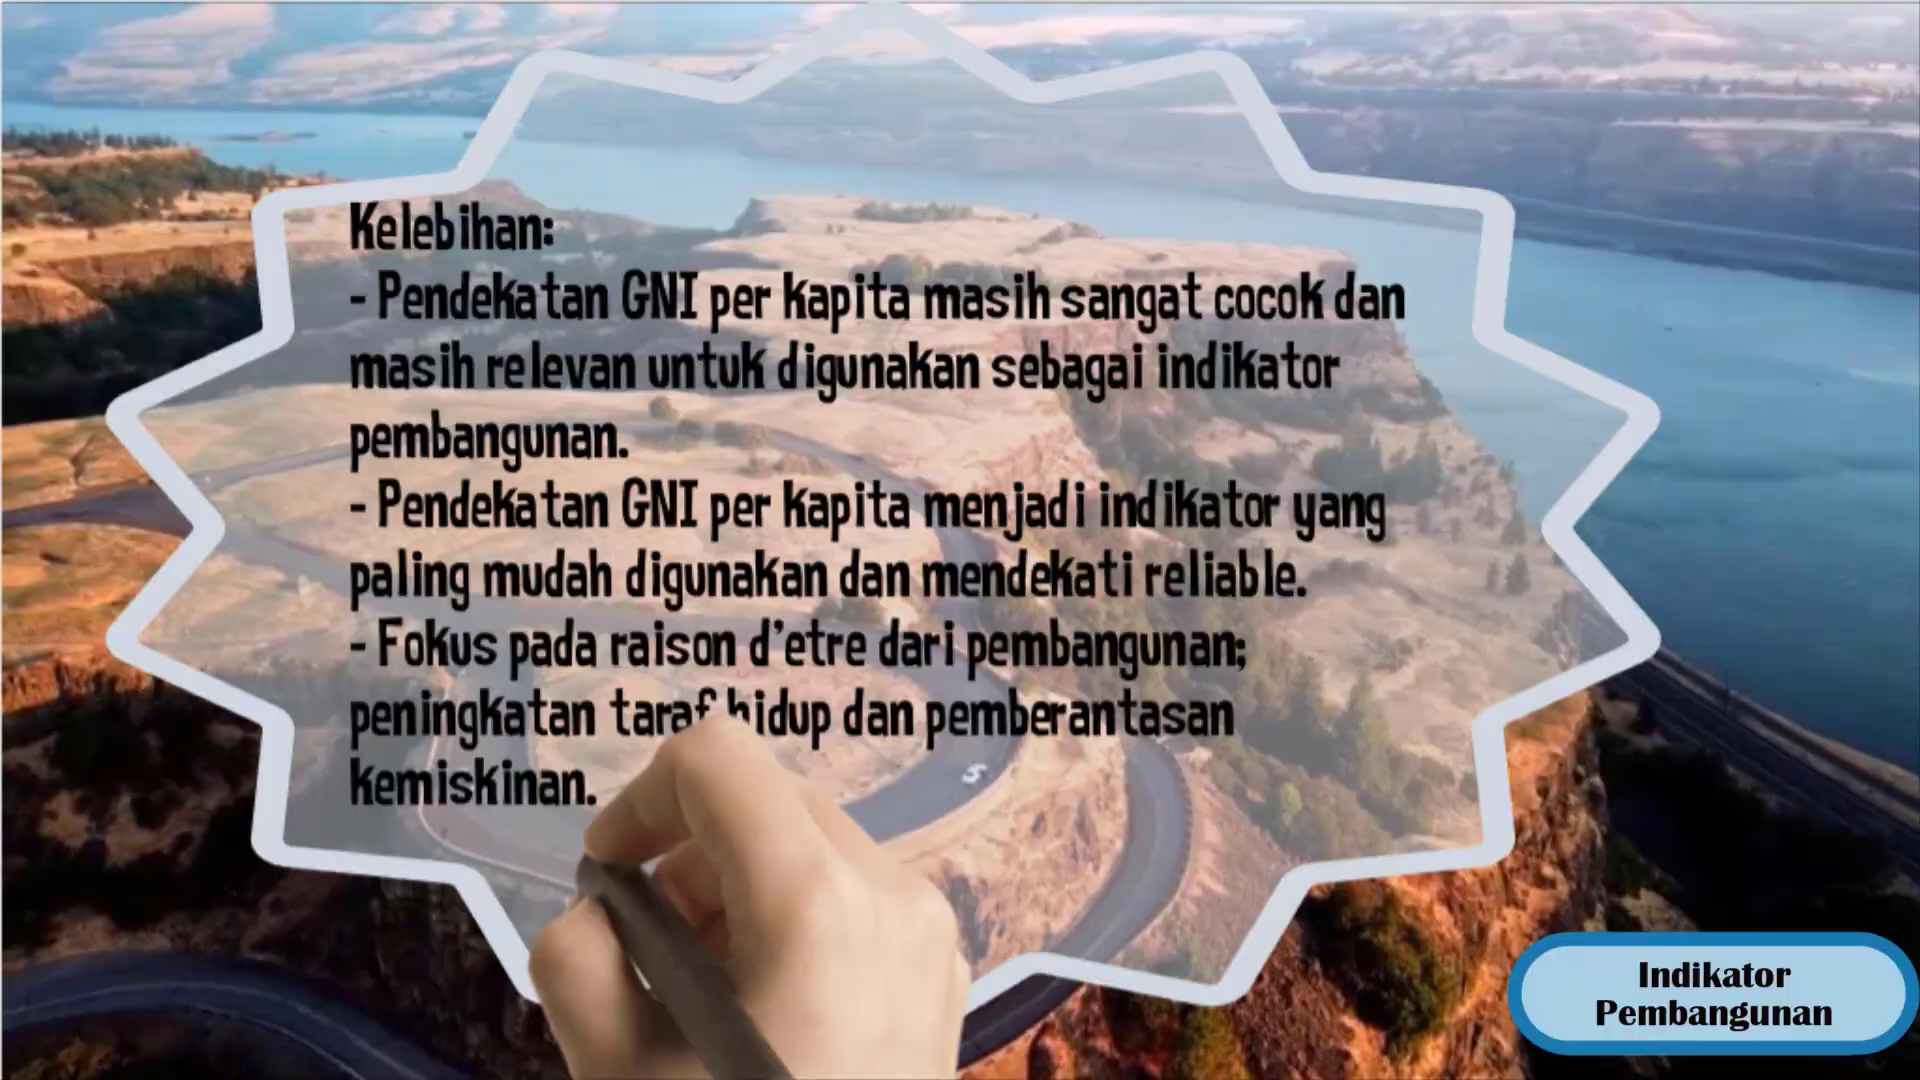 Kelebihan:
- Pendekatan GNI per kapita masih sangat cocok dan
masih relevan untuk digunakan sebagai indikator
pembangunan.
- Pendekatan GNI per kapita menjadi indikator yang
paling mudah digunakan dan mendekati reliable.
- Fokus pada raison d'etre dari pembangunan;
peningkatan taraf hidup dan pemberantasan
kemiskinan.
Indikator
Pembangunan